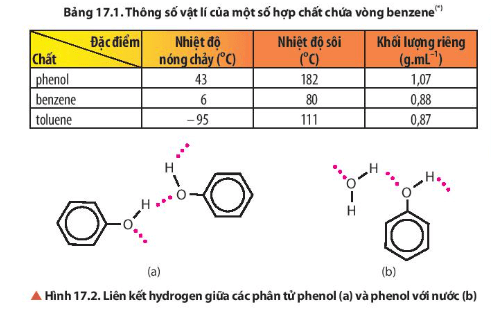 Bảng 17.1. Thông số vật lí của một số hợp chất chứa vòng benzene(*)
Đặc điểm
Chất
Nhiệt độ
nóng chảy (°C)
Nhiệt độ sôi
(°C)
Khối lượng riêng
(g.mL⁻¹)
phenol 43 182 1,07
benzene 6 80 0,88
toluene –95 111 0,87
H
H O
O
H
O H
H
O H
(a)
(b)
▲ Hình 17.2. Liên kết hydrogen giữa các phân tử phenol (a) và phenol với nước (b)